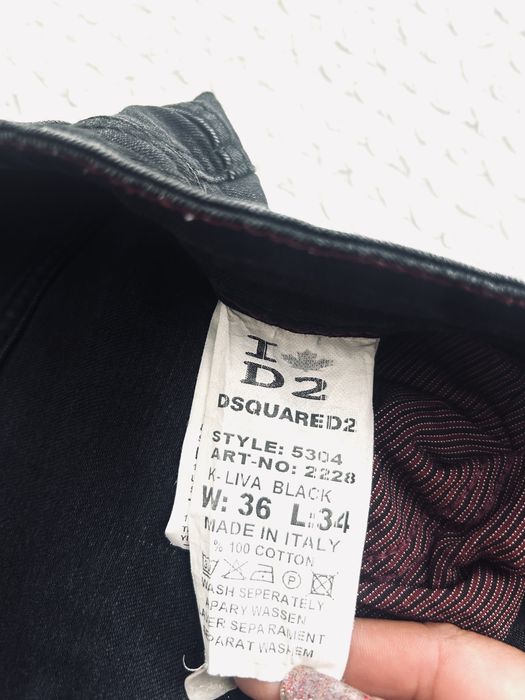 I
D2
DSQUARED2
STYLE: 5304
ART-NO: 2228
K-LIVA BLACK
W: 36 L:34
MADE IN ITALY
% 100 COTTON
P
WASH SEPERATELY
APARY WASSEN
SEPARAMENT
WASHEM